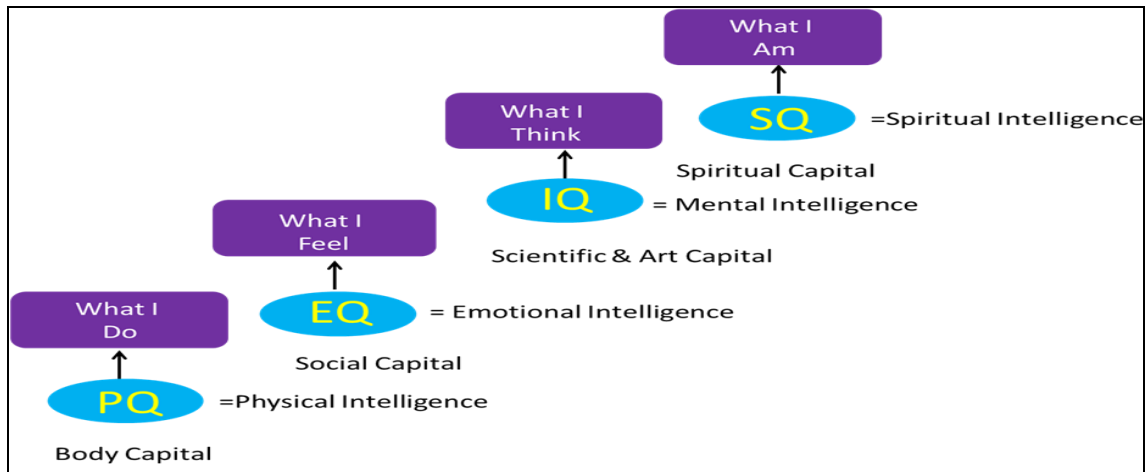 What I
Am
SQ =Spiritual Intelligence
What I
Think
Spiritual Capital
IQ = Mental Intelligence
What I
Feel
Scientific & Art Capital
EQ = Emotional Intelligence
What I
Do
Social Capital
PQ =Physical Intelligence
Body Capital